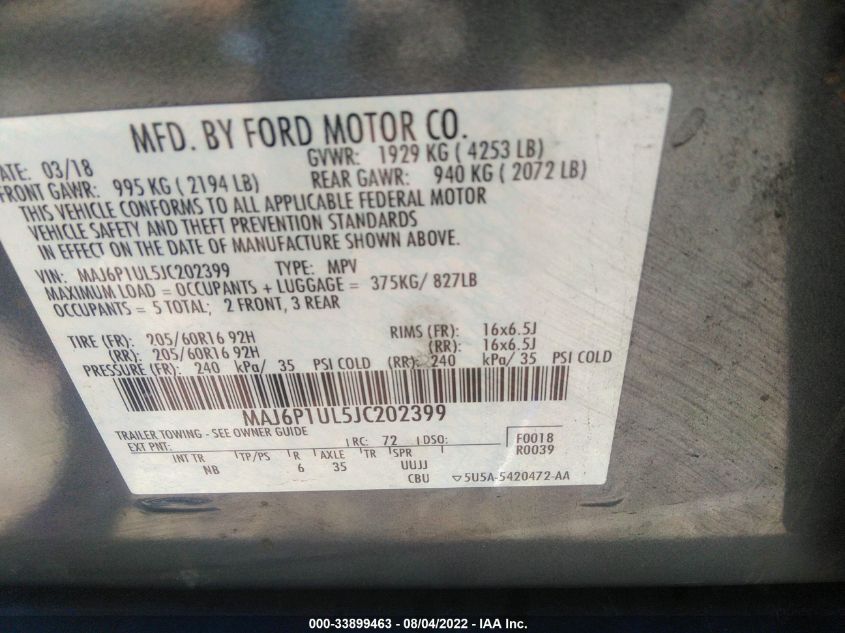 MFD. BY FORD MOTOR CO.
ATE: 03/18 GVWR: 1929 KG ( 4253 LB)
FRONT GAWR: 995 KG ( 2194 LB) REAR GAWR: 940 KG ( 2072 LB)
THIS VEHICLE CONFORMS TO ALL APPLICABLE FEDERAL MOTOR
VEHICLE SAFETY AND THEFT PREVENTION STANDARDS
IN EFFECT ON THE DATE OF MANUFACTURE SHOWN ABOVE.
VIN: MAJ6P1UL5JC202399 TYPE: MPV
MAXIMUM LOAD = OCCUPANTS + LUGGAGE = 375KG/ 827LB
OCCUPANTS = 5 TOTAL; 2 FRONT, 3 REAR
TIRE (FR): 205/60R16 92H RIMS (FR): 16x6.5J
(RR): 205/60R16 92H (RR): 16x6.5J
PRESSURE (FR): 240 kPa/ 35 PSI COLD (RR): 240 kPa/ 35 PSI COLD
MAJ6P1UL5JC202399
TRAILER TOWING - SEE OWNER GUIDE
EXT PNT: RC: 72 DSO: F0018
R0039
INT TR TP/PS R AXLE TR SPR
NB 6 35 UUJJ
CBU 5U5A-5420472-AA
000-33899463 - 08/04/2022 - IAA Inc.